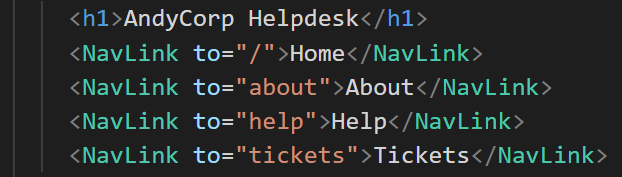 <h1>AndyCorp Helpdesk</h1>
<NavLink to="/">Home</NavLink>
<NavLink to="about">About</NavLink>
<NavLink to="help">Help</NavLink>
<NavLink to="tickets">Tickets</NavLink>